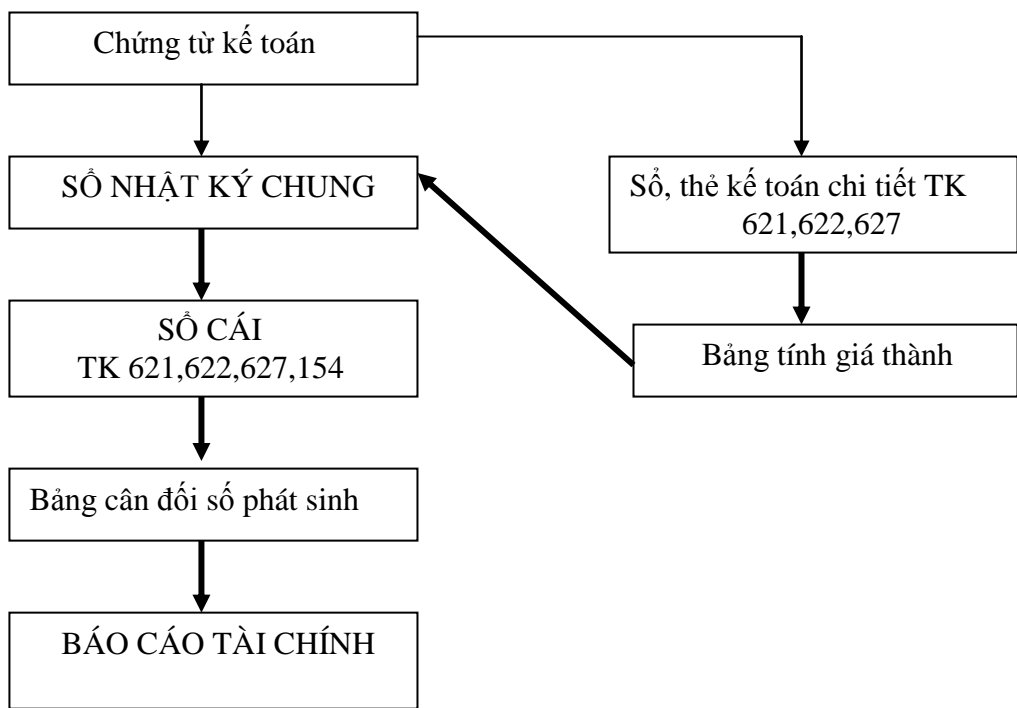 Chứng từ kế toán
SỔ NHẬT KÝ CHUNG
Sổ, thẻ kế toán chi tiết TK
621,622,627
SỔ CÁI
TK 621,622,627,154
Bảng tính giá thành
Bảng cân đối số phát sinh
BÁO CÁO TÀI CHÍNH